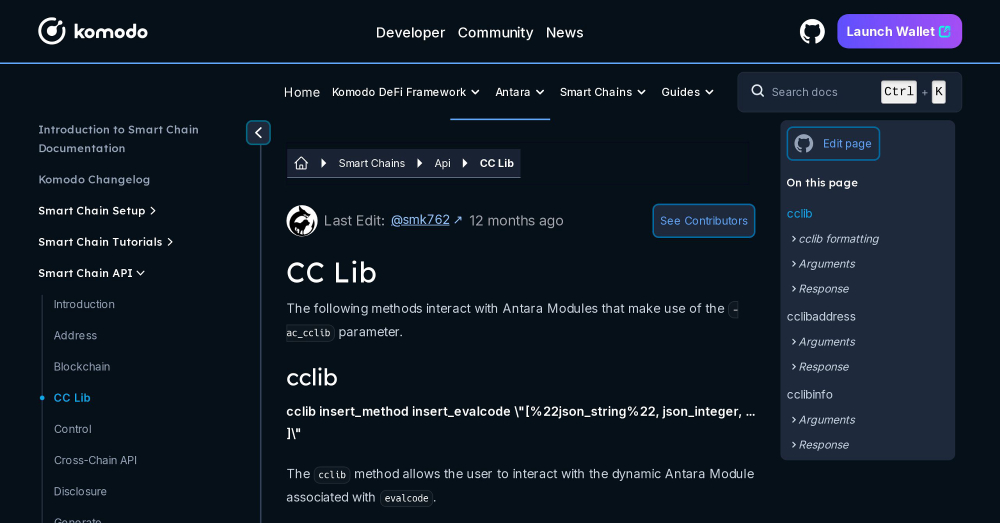 komodo
Developer Community News
Launch Wallet
Home Komodo DeFi Framework Antara Smart Chains Guides
Search docs Ctrl + K
Introduction to Smart Chain
Documentation
Komodo Changelog
Smart Chain Setup
Smart Chain Tutorials
Smart Chain API
Introduction
Address
Blockchain
CC Lib
Control
Cross-Chain API
Disclosure
Generate
Smart Chains Api CC Lib
Last Edit: @smk762 ↗ 12 months ago
See Contributors
CC Lib
The following methods interact with Antara Modules that make use of the -
ac_cclib parameter.
cclib
cclib insert_method insert_evalcode \"[%22json_string%22, json_integer, ...
]\"
The cclib method allows the user to interact with the dynamic Antara Module
associated with evalcode.
Edit page
On this page
cclib
cclib formatting
Arguments
Response
cclibaddress
Arguments
Response
cclibinfo
Arguments
Response